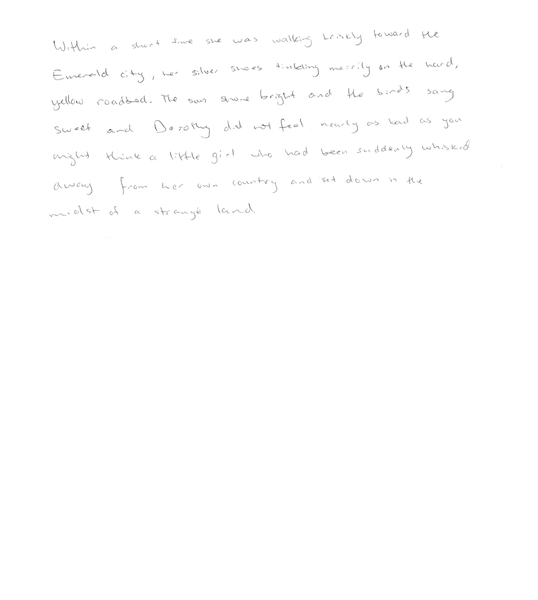 Within a short time she was walking briskly toward the
Emerald city, her silver shoes tinkling merrily on the hard,
yellow roadbed. The sun shone bright and the birds sang
sweet and Dorothy did not feel nearly as bad as you
might think a little girl who had been suddenly whisked
away from her own country and set down in the
midst of a strange land